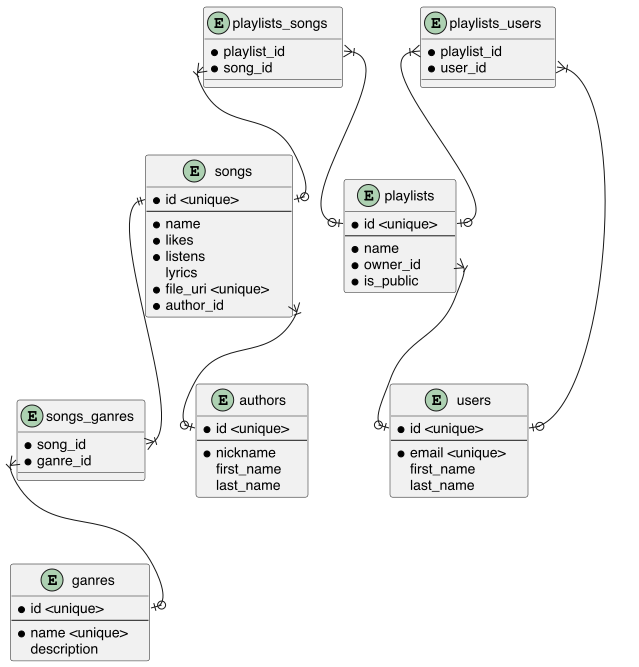 E playlists_songs
playlist_id
song_id
E playlists_users
playlist_id
user_id
E songs
id <unique>
name
likes
listens
lyrics
file_uri <unique>
author_id
E playlists
id <unique>
name
owner_id
is_public
E songs_ganres
song_id
ganre_id
E authors
id <unique>
nickname
first_name
last_name
E users
id <unique>
email <unique>
first_name
last_name
E ganres
id <unique>
name <unique>
description